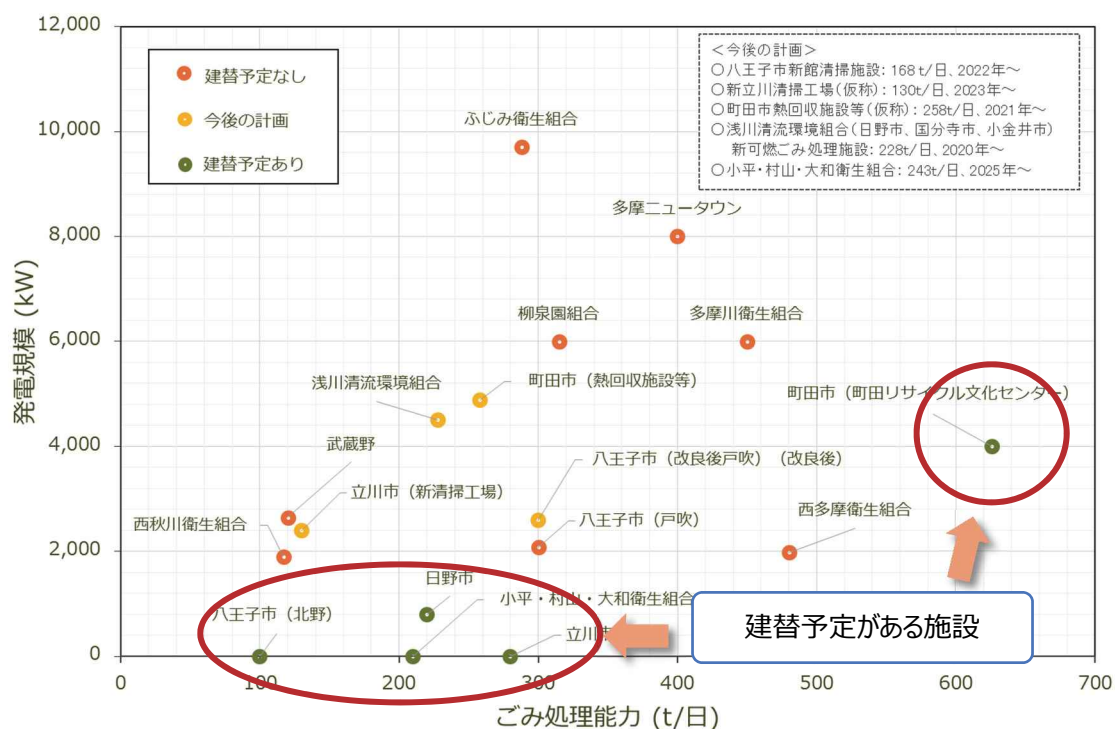 12,000
10,000
8,000
6,000
4,000
2,000
0
発電規模 (kW)
建替予定なし
今後の計画
建替予定あり
＜今後の計画＞
○八王子市新館清掃施設: 168 t/日、2022年～
○新立川清掃工場(仮称): 130t/日、2023年～
○町田市熱回収施設等(仮称): 258t/日、2021年～
○浅川清流環境組合(日野市、国分寺市、小金井市)
新可燃ごみ処理施設: 228t/日、2020年～
○小平・村山・大和衛生組合: 243t/日、2025年～
ふじみ衛生組合
多摩ニュータウン
柳泉園組合
多摩川衛生組合
浅川清流環境組合
町田市（熱回収施設等）
町田市（町田リサイクル文化センター）
武蔵野
立川市（新清掃工場）
八王子市（改良後戸吹）（改良後）
西秋川衛生組合
八王子市（戸吹）
西多摩衛生組合
日野市
小平・村山・大和衛生組合
八王子市（北野）
立川市
建替予定がある施設
0
100
200
300
400
500
600
700
ごみ処理能力 (t/日)